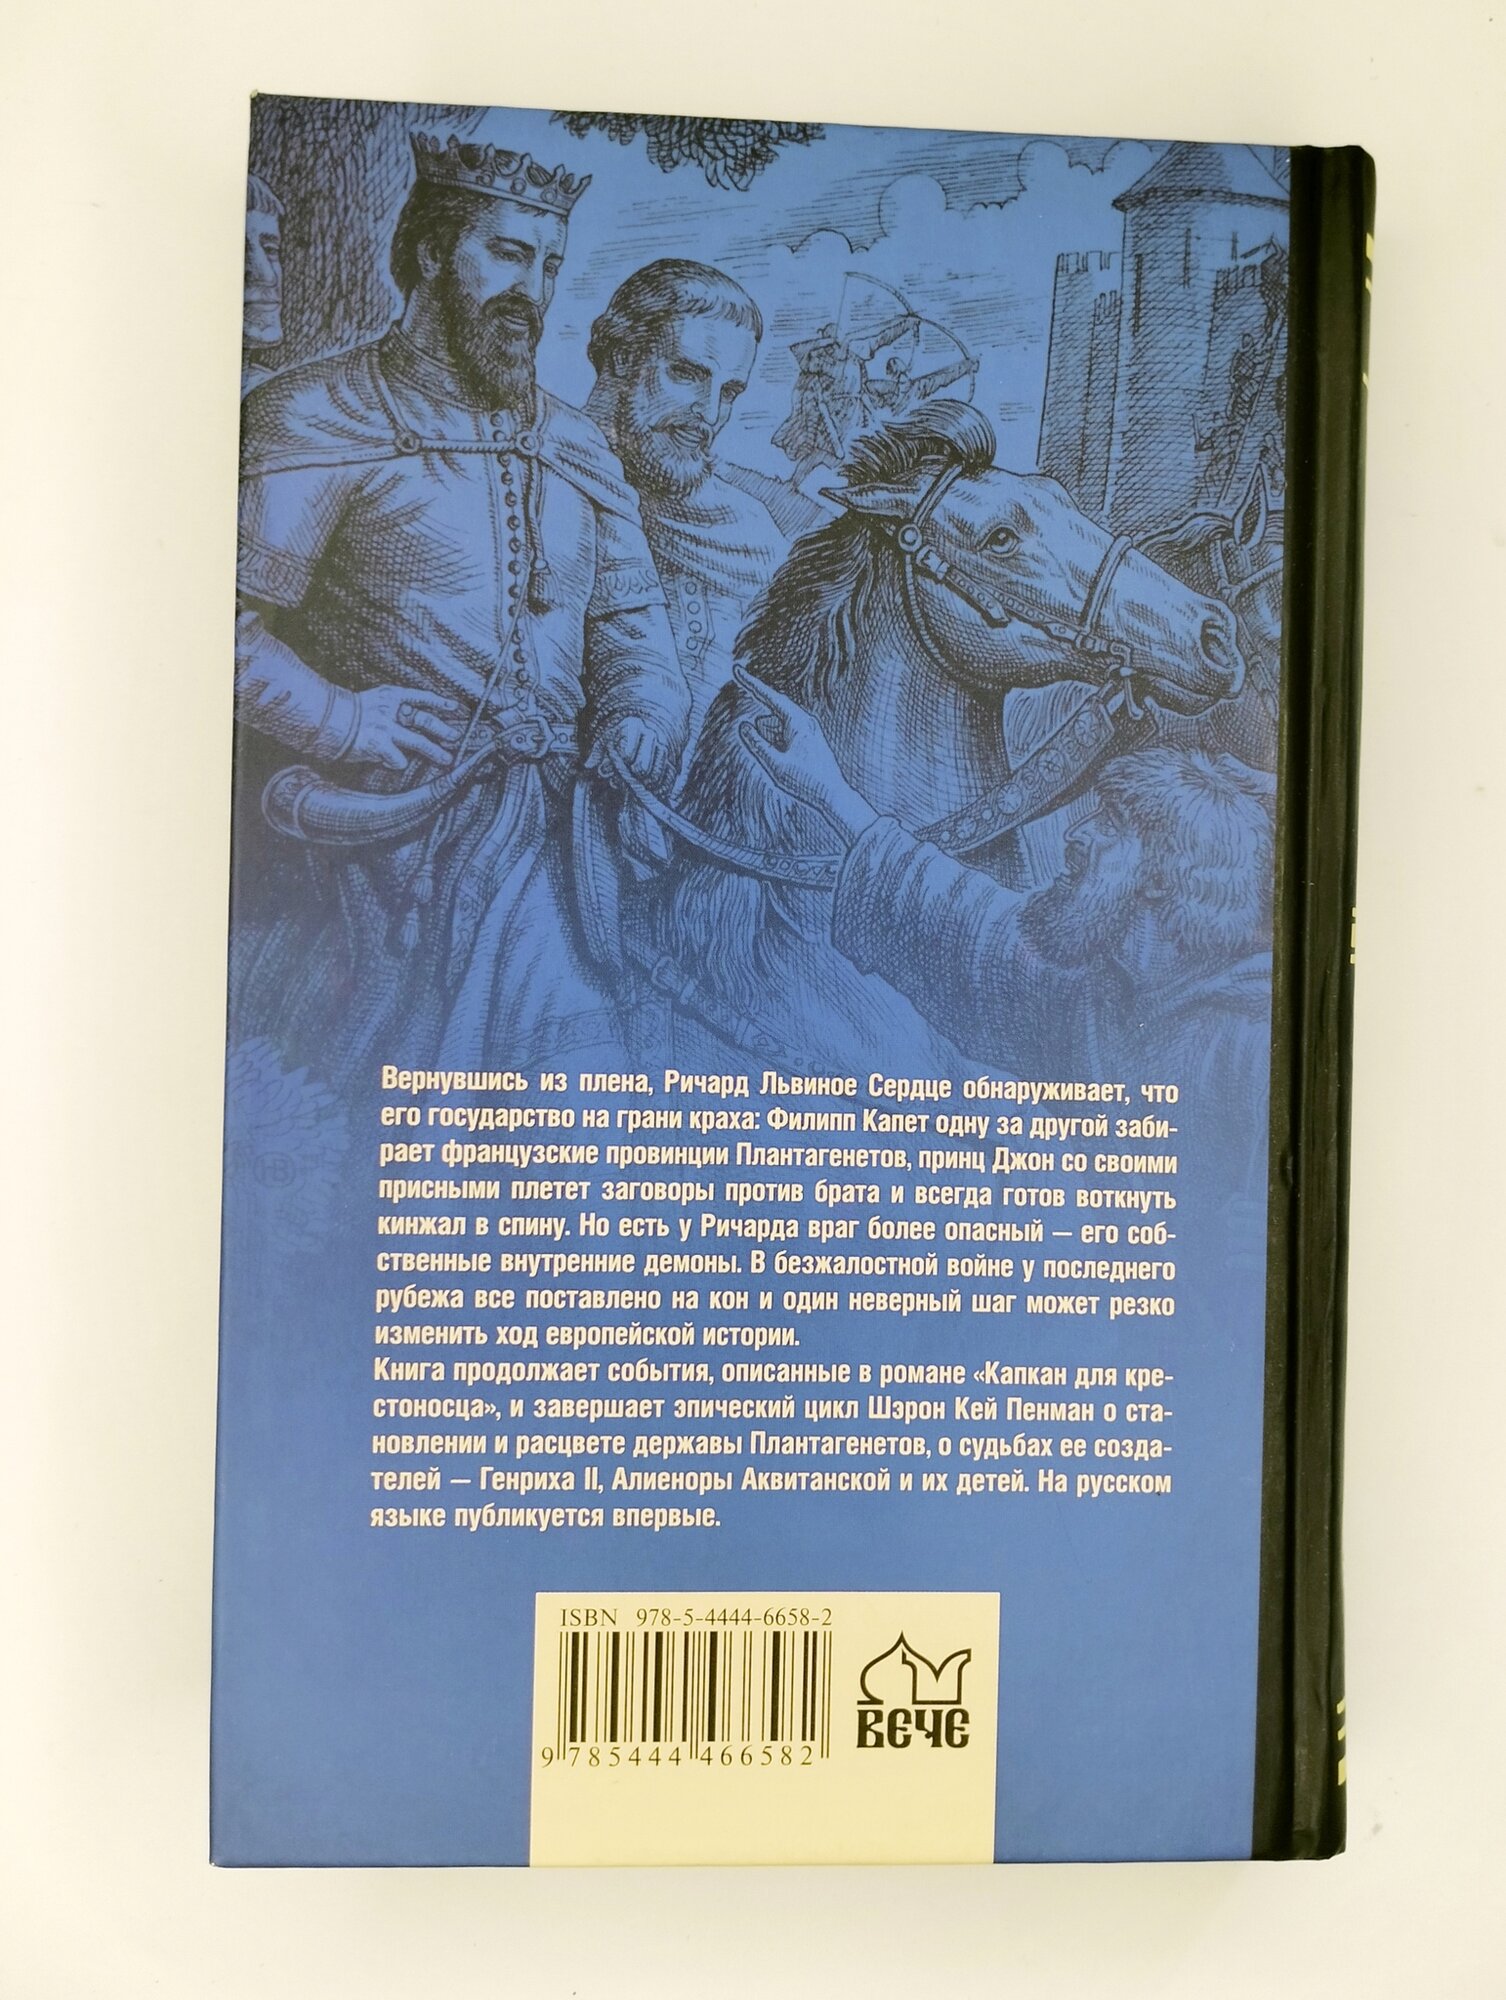 Вернувшись из плена, Ричард Львиное Сердце обнаруживает, что
его государство на грани краха: Филипп Капет одну за другой заби-
рает французские провинции Плантагенетов, принц Джон со своими
присными плетет заговоры против брата и всегда готов воткнуть
кинжал в спину. Но есть у Ричарда враг более опасный — его соб-
ственные внутренние демоны. В безжалостной войне у последнего
рубежа все поставлено на кон и один неверный шаг может резко
изменить ход европейской истории.
Книга продолжает события, описанные в романе «Капкан для кре-
стоносца», и завершает эпический цикл Шэрон Кей Пенман о ста-
новлении и расцвете державы Плантагенетов, о судьбах ее созда-
телей — Генриха II, Алиеноры Аквитанской и их детей. На русском
языке публикуется впервые.
ISBN 978-5-4444-6658-2
9 785444 466582
ВЕЧЕ